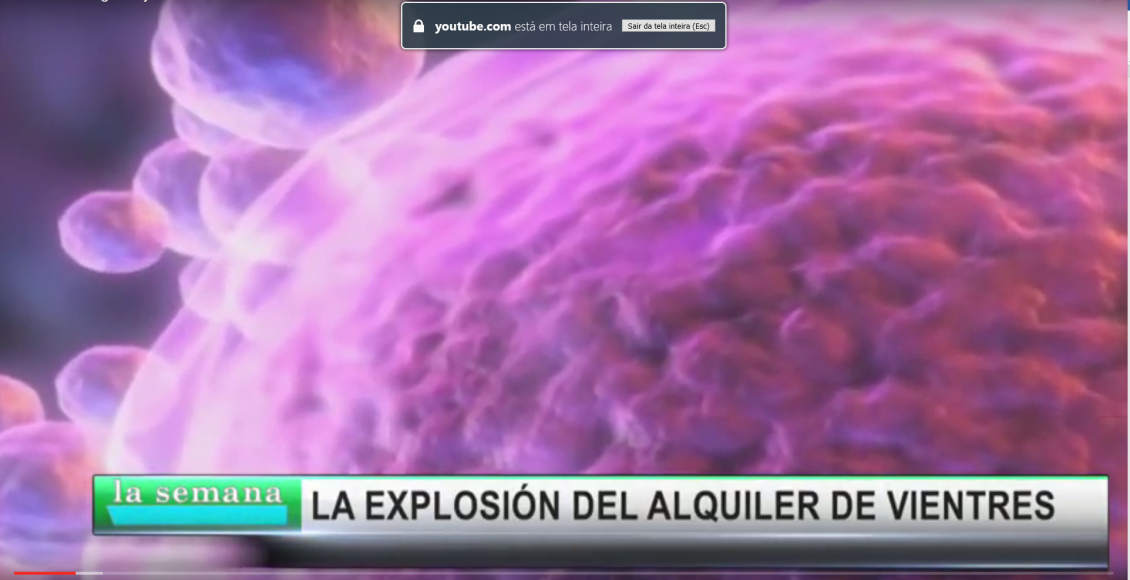 youtube.com está em tela inteira Sair da tela inteira (Esc)
la semana
LA EXPLOSIÓN DEL ALQUILER DE VIENTRES